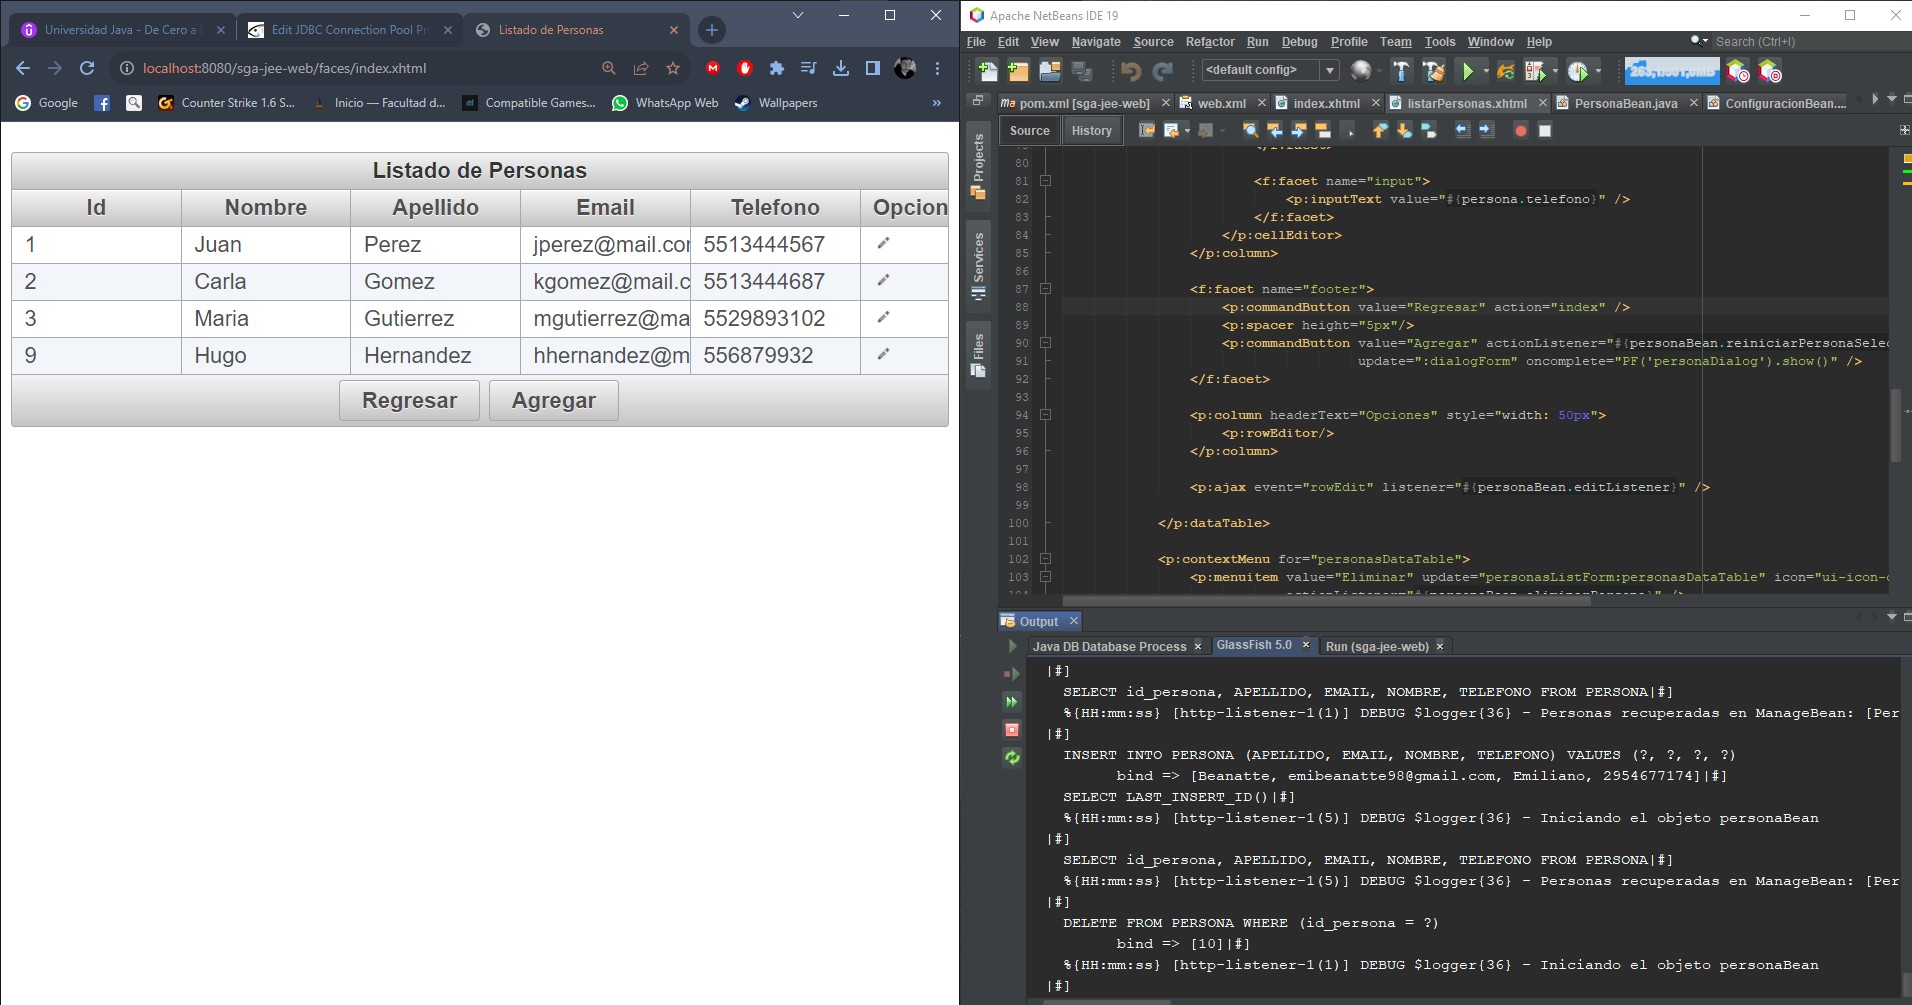 Universidad Java - De Cero a
Edit JDBC Connection Pool Pr
Listado de Personas
localhost:8080/sga-jee-web/faces/index.xhtml
Google
Counter Strike 1.6 S...
Inicio — Facultad d...
Compatible Games...
WhatsApp Web
Wallpapers
»
Listado de Personas
Id Nombre Apellido Email Telefono Opcion
1 Juan Perez jperez@mail.cor 5513444567
2 Carla Gomez kgomez@mail.c 5513444687
3 Maria Gutierrez mgutierrez@ma 5529893102
9 Hugo Hernandez hhernandez@m 556879932
Regresar Agregar
Apache NetBeans IDE 19
File Edit View Navigate Source Refactor Run Debug Profile Team Tools Window Help
Search (Ctrl+I)
<default config>
pom.xml [sga-jee-web] web.xml index.xhtml listarPersonas.xhtml PersonaBean.java ConfiguracionBean....
Source History
Projects
Services
Files
80
81 <f:facet name="input">
82 <p:inputText value="#{persona.telefono}" />
83 </f:facet>
84 </p:cellEditor>
85 </p:column>
86
87 <f:facet name="footer">
88 <p:commandButton value="Regresar" action="index" />
89 <p:spacer height="5px"/>
90 <p:commandButton value="Agregar" actionListener="#{personaBean.reiniciarPersonaSelec
91 update=":dialogForm" oncomplete="PF('personaDialog').show()" />
92 </f:facet>
93
94 <p:column headerText="Opciones" style="width: 50px">
95 <p:rowEditor/>
96 </p:column>
97
98 <p:ajax event="rowEdit" listener="#{personaBean.editListener}" />
99
100 </p:dataTable>
101
102 <p:contextMenu for="personasDataTable">
103 <p:menuitem value="Eliminar" update="personasListForm:personasDataTable" icon="ui-icon-c
Output
Java DB Database Process GlassFish 5.0 Run (sga-jee-web)
|#]
SELECT id_persona, APELLIDO, EMAIL, NOMBRE, TELEFONO FROM PERSONA|#]
%{HH:mm:ss} [http-listener-1(1)] DEBUG $logger{36} - Personas recuperadas en ManageBean: [Per
|#]
INSERT INTO PERSONA (APELLIDO, EMAIL, NOMBRE, TELEFONO) VALUES (?, ?, ?, ?)
bind => [Beanatte, emibeanatte98@gmail.com, Emiliano, 2954677174]|#]
SELECT LAST_INSERT_ID()|#]
%{HH:mm:ss} [http-listener-1(5)] DEBUG $logger{36} - Iniciando el objeto personaBean
|#]
SELECT id_persona, APELLIDO, EMAIL, NOMBRE, TELEFONO FROM PERSONA|#]
%{HH:mm:ss} [http-listener-1(5)] DEBUG $logger{36} - Personas recuperadas en ManageBean: [Per
|#]
DELETE FROM PERSONA WHERE (id_persona = ?)
bind => [10]|#]
%{HH:mm:ss} [http-listener-1(1)] DEBUG $logger{36} - Iniciando el objeto personaBean
|#]